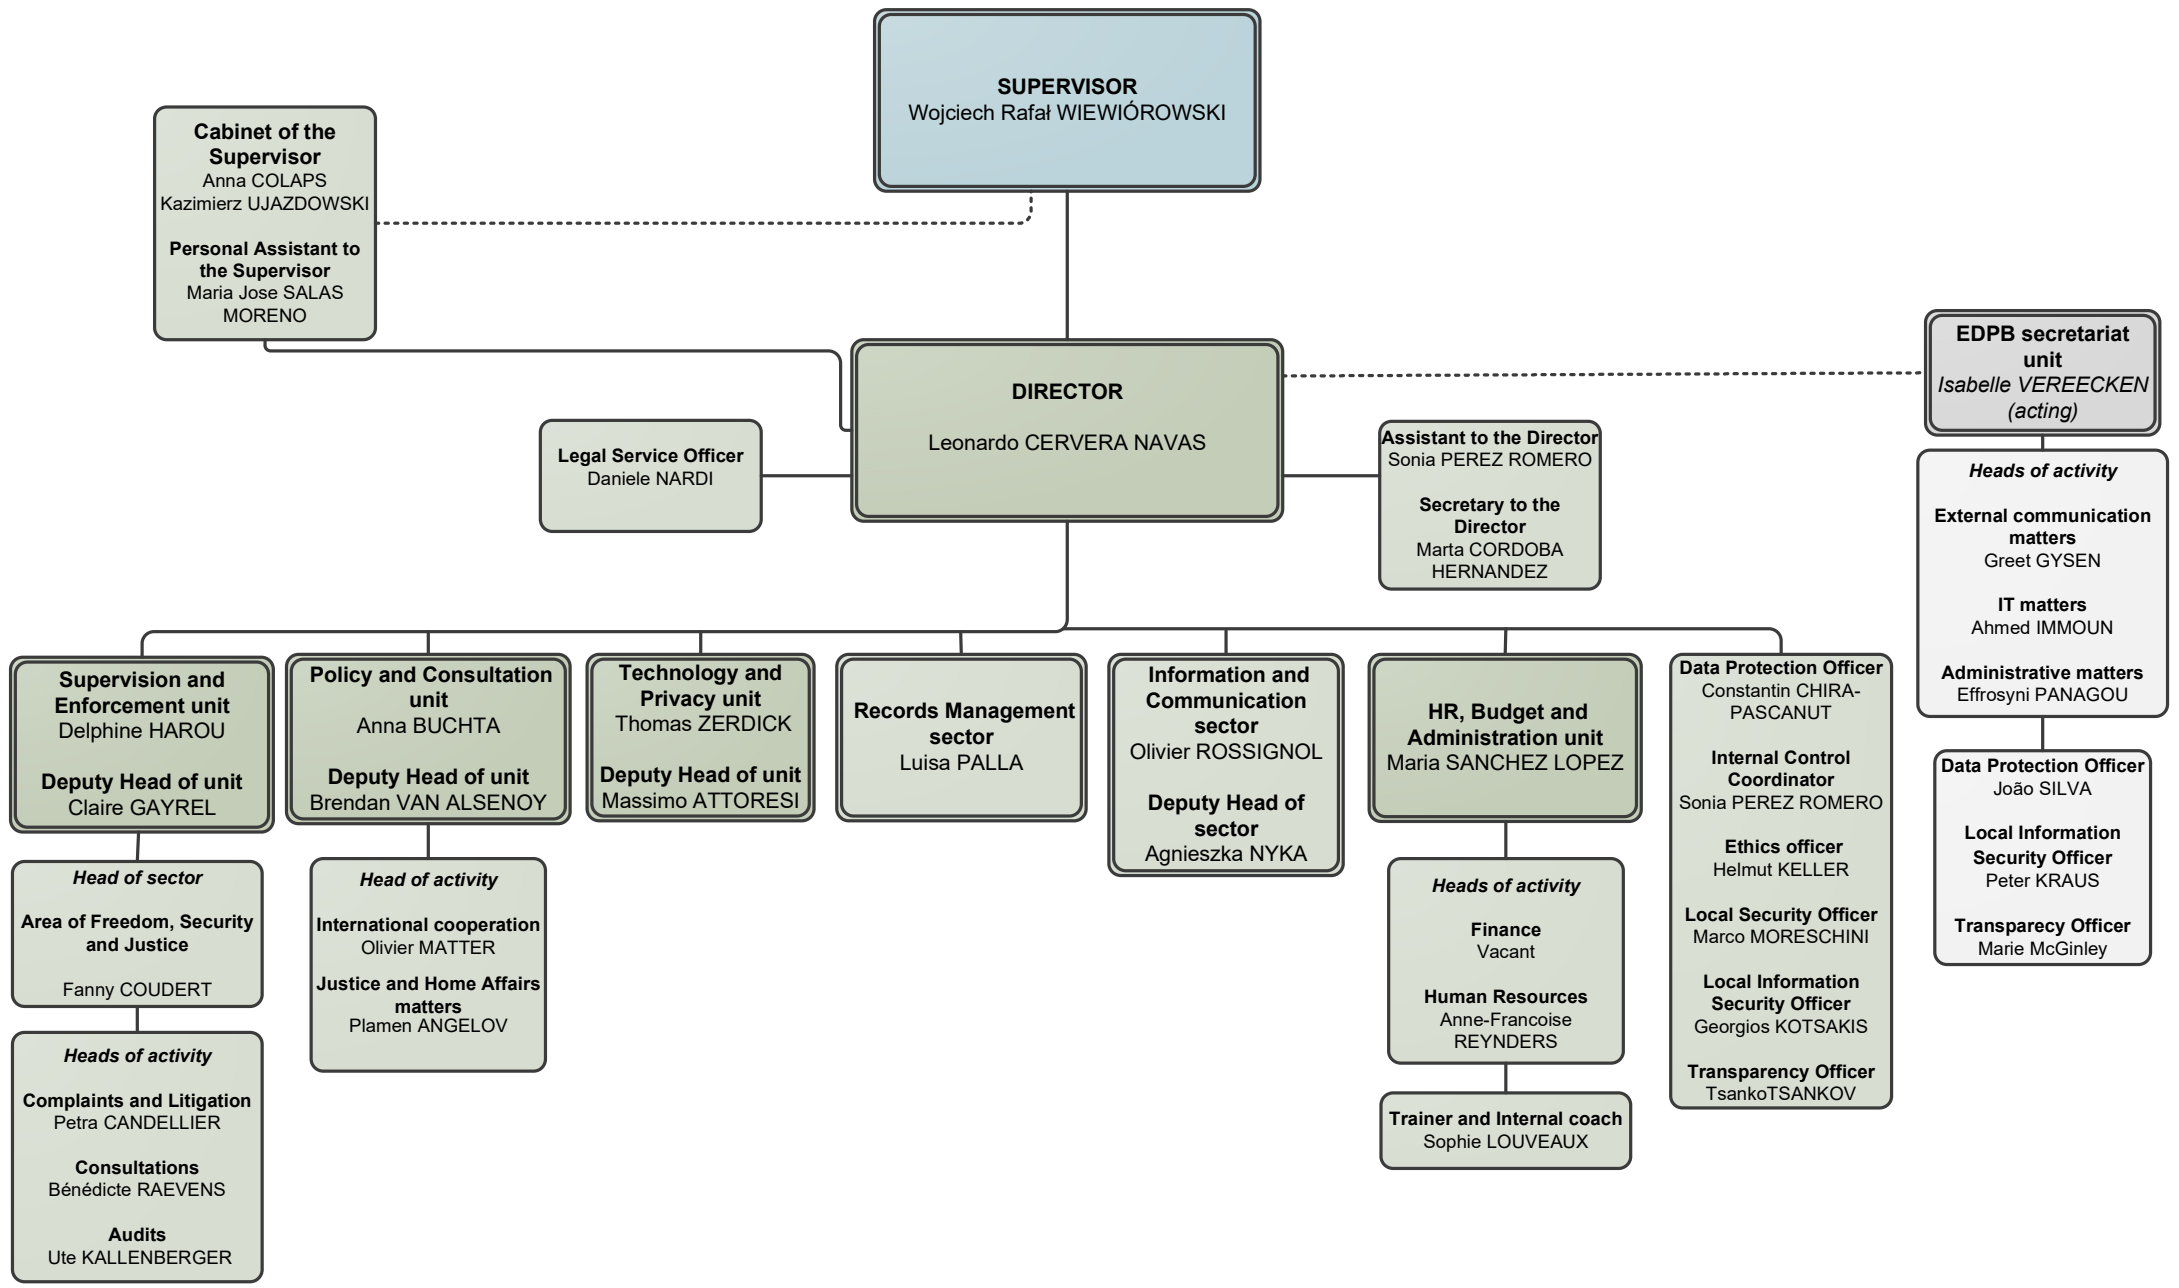 SUPERVISOR
Wojciech Rafał WIEWIÓROWSKI
Cabinet of the
Supervisor
Anna COLAPS
Kazimierz UJAZDOWSKI
Personal Assistant to
the Supervisor
Maria Jose SALAS
MORENO
DIRECTOR
Leonardo CERVERA NAVAS
EDPB secretariat
unit
Isabelle VEREECKEN
(acting)
Legal Service Officer
Daniele NARDI
Assistant to the Director
Sonia PEREZ ROMERO
Secretary to the
Director
Marta CORDOBA
HERNANDEZ
Heads of activity
External communication
matters
Greet GYSEN
IT matters
Ahmed IMMOUN
Administrative matters
Effrosyni PANAGOU
Data Protection Officer
João SILVA
Local Information
Security Officer
Peter KRAUS
Transparecy Officer
Marie McGinley
Supervision and
Enforcement unit
Delphine HAROU
Deputy Head of unit
Claire GAYREL
Head of sector
Area of Freedom, Security
and Justice
Fanny COUDERT
Heads of activity
Complaints and Litigation
Petra CANDELLIER
Consultations
Bénédicte RAEVENS
Audits
Ute KALLENBERGER
Policy and Consultation
unit
Anna BUCHTA
Deputy Head of unit
Brendan VAN ALSENOY
Head of activity
International cooperation
Olivier MATTER
Justice and Home Affairs
matters
Plamen ANGELOV
Technology and
Privacy unit
Thomas ZERDICK
Deputy Head of unit
Massimo ATTORESI
Records Management
sector
Luisa PALLA
Information and
Communication
sector
Olivier ROSSIGNOL
Deputy Head of
sector
Agnieszka NYKA
HR, Budget and
Administration unit
Maria SANCHEZ LOPEZ
Heads of activity
Finance
Vacant
Human Resources
Anne-Francoise
REYNDERS
Trainer and Internal coach
Sophie LOUVEAUX
Data Protection Officer
Constantin CHIRA-
PASCANUT
Internal Control
Coordinator
Sonia PEREZ ROMERO
Ethics officer
Helmut KELLER
Local Security Officer
Marco MORESCHINI
Local Information
Security Officer
Georgios KOTSAKIS
Transparency Officer
TsankoTSANKOV